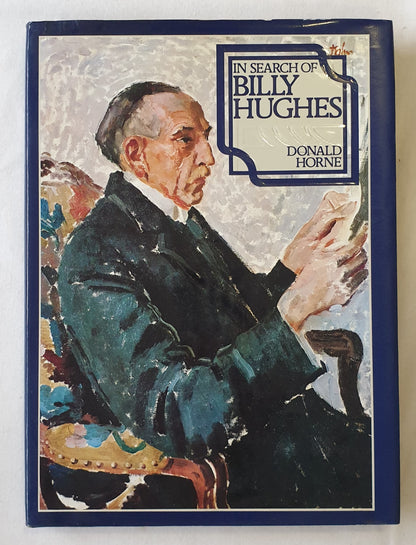 IN SEARCH OF
BILLY
HUGHES
DONALD
HORNE